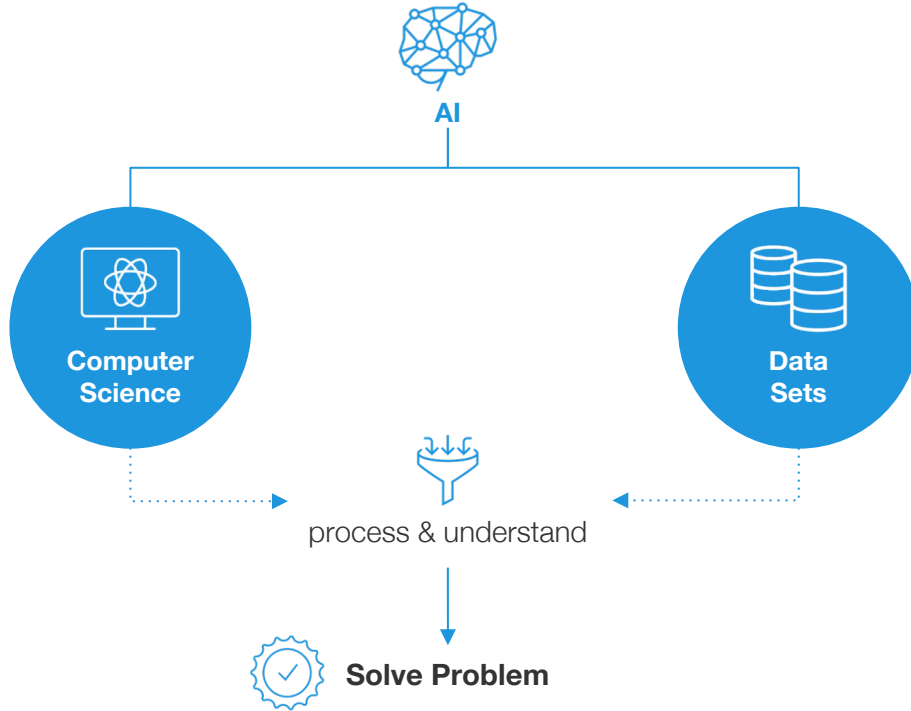 AI
Computer
Science
Data
Sets
process & understand
Solve Problem